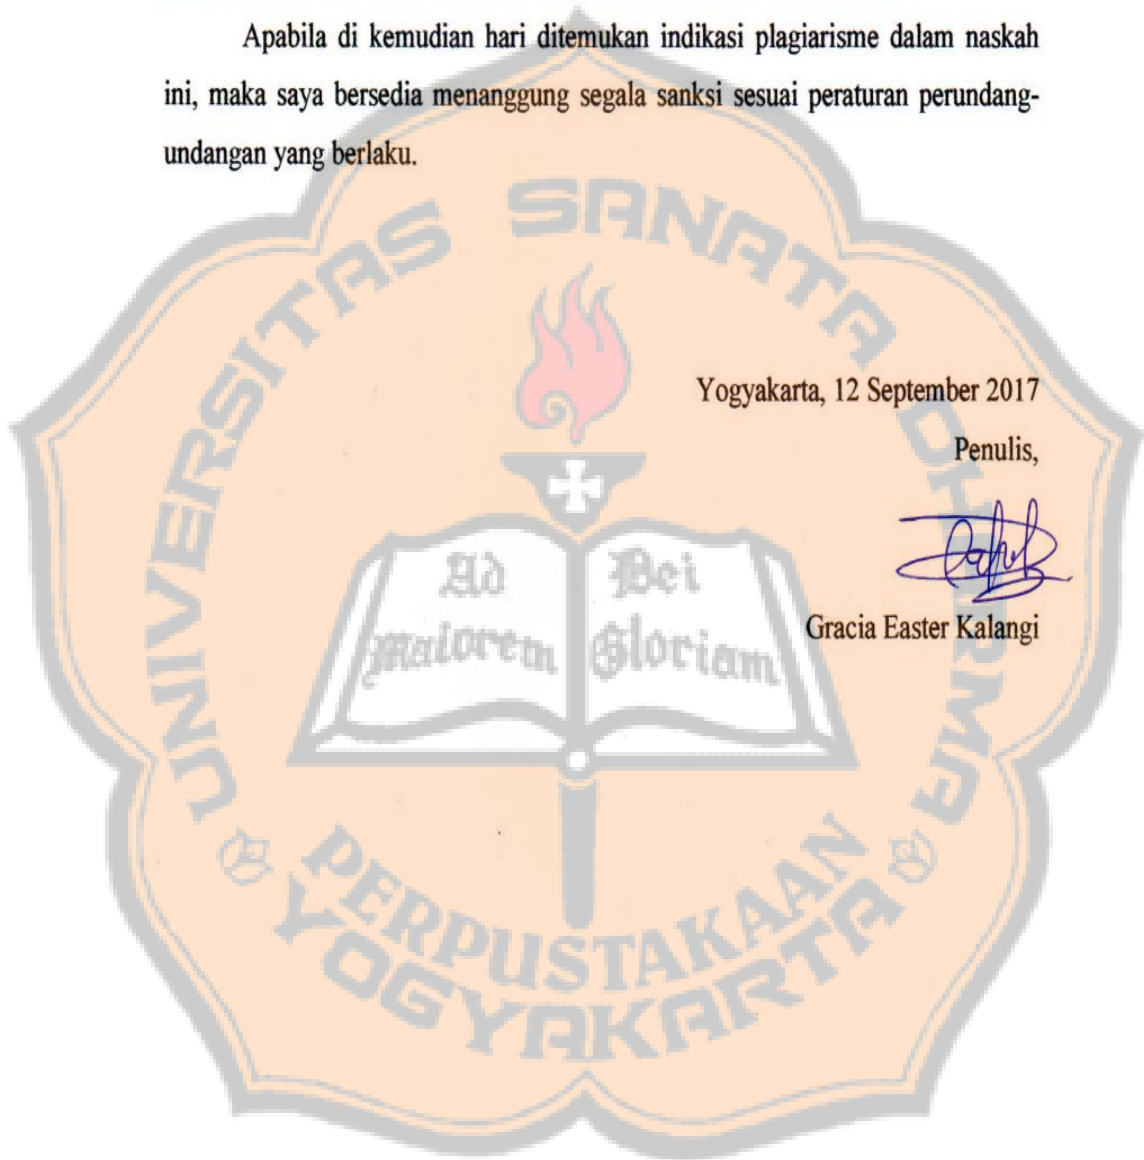 Apabila di kemudian hari ditemukan indikasi plagiarisme dalam naskah
ini, maka saya bersedia menanggung segala sanksi sesuai peraturan perundang-
undangan yang berlaku.
UNIVERSITAS SANATA DHARMA
Yogyakarta, 12 September 2017
Penulis,
Ad
maiorem
Dei
Gloriam
Gracia Easter Kalangi
PERPUSTAKAAN
YOGYAKARTA